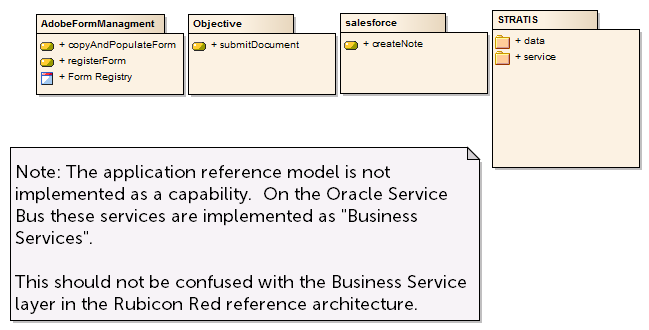 AdobeFormManagment
+ copyAndPopulateForm
+ registerForm
+ Form Registry
Objective
+ submitDocument
salesforce
+ createNote
STRATIS
+ data
+ service
Note: The application reference model is not
implemented as a capability.  On the Oracle Service
Bus these services are implemented as "Business
Services".
This should not be confused with the Business Service
layer in the Rubicon Red reference architecture.